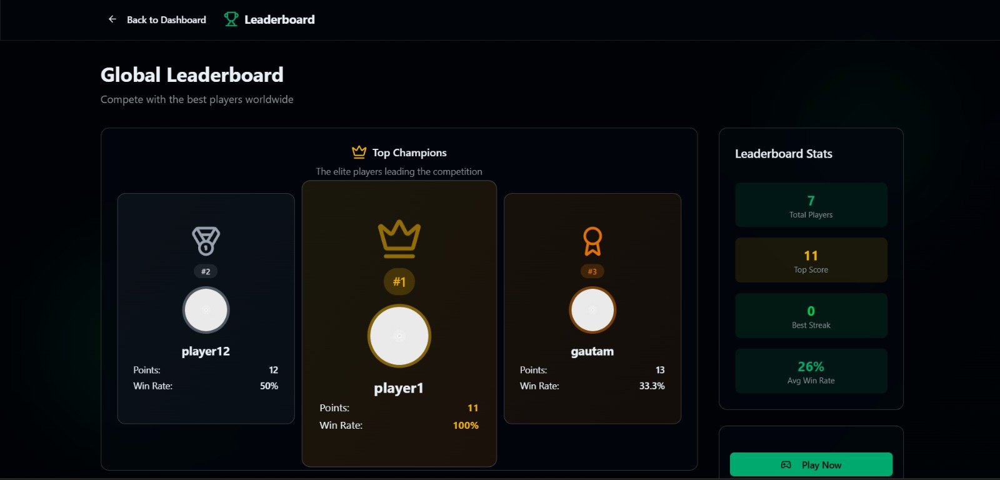 Back to Dashboard
Leaderboard
Global Leaderboard
Compete with the best players worldwide
Top Champions
The elite players leading the competition
#2
player12
Points: 12
Win Rate: 50%
#1
player1
Points: 11
Win Rate: 100%
#3
gautam
Points: 13
Win Rate: 33.3%
Leaderboard Stats
7
Total Players
11
Top Score
0
Best Streak
26%
Avg Win Rate
Play Now